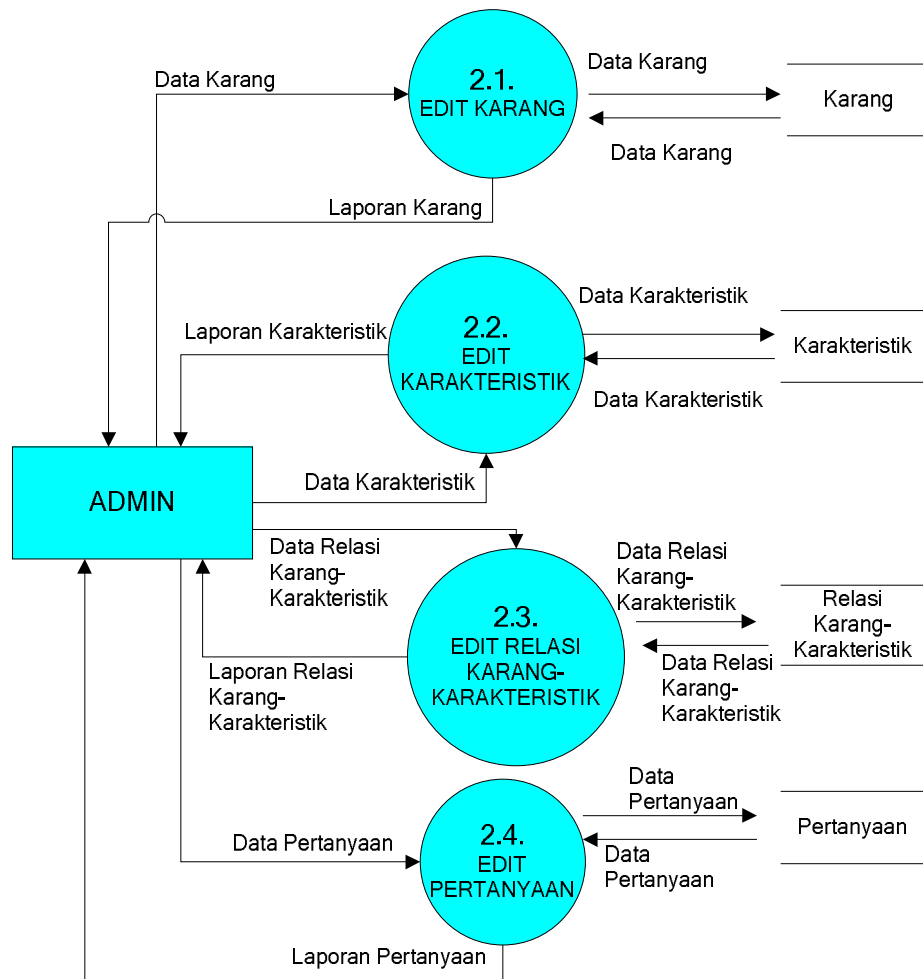 Data Karang
2.1.
EDIT KARANG
Data Karang
Karang
Data Karang
Laporan Karang
Laporan Karakteristik
2.2.
EDIT
KARAKTERISTIK
Data Karakteristik
Karakteristik
Data Karakteristik
ADMIN
Data Karakteristik
Data Relasi
Karang-
Karakteristik
2.3.
EDIT RELASI
KARANG-
KARAKTERISTIK
Data Relasi
Karang-
Karakteristik
Relasi
Karang-
Karakteristik
Data Relasi
Karang-
Karakteristik
Laporan Relasi
Karang-
Karakteristik
Data Pertanyaan
2.4.
EDIT
PERTANYAAN
Data
Pertanyaan
Pertanyaan
Data
Pertanyaan
Laporan Pertanyaan